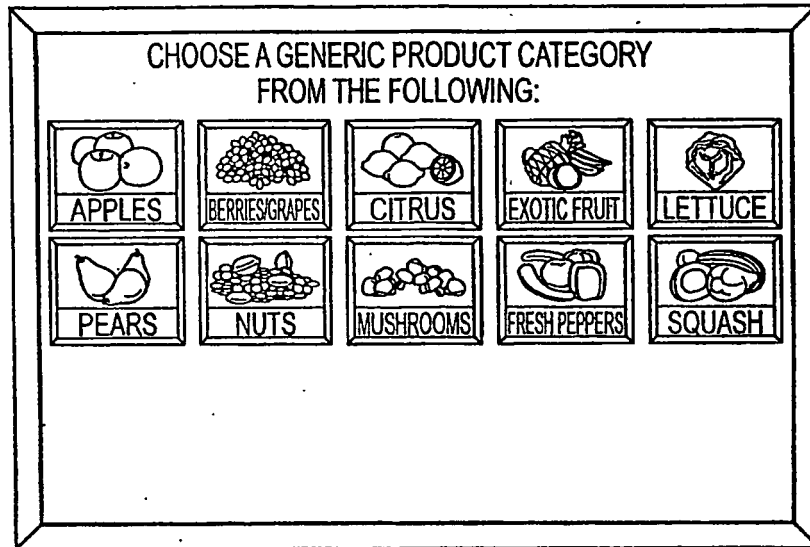 CHOOSE A GENERIC PRODUCT CATEGORY
FROM THE FOLLOWING:
APPLES
BERRIES/GRAPES
CITRUS
EXOTIC FRUIT
LETTUCE
PEARS
NUTS
MUSHROOMS
FRESH PEPPERS
SQUASH